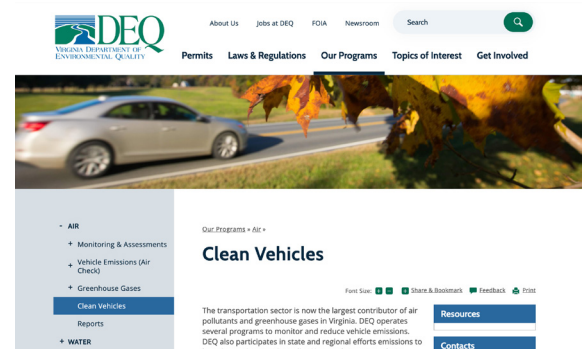 DEQ
VIRGINIA DEPARTMENT OF
ENVIRONMENTAL QUALITY
About Us Jobs at DEQ FOIA Newsroom Search
Permits Laws & Regulations Our Programs Topics of Interest Get Involved
- AIR
+ Monitoring & Assessments
+ Vehicle Emissions (Air
Check)
+ Greenhouse Gases
Clean Vehicles
Reports
+ WATER
Our Programs » Air »
Clean Vehicles
Font Size: + - + Share & Bookmark Feedback Print
The transportation sector is now the largest contributor of air
pollutants and greenhouse gases in Virginia. DEQ operates
several programs to monitor and reduce vehicle emissions.
DEQ also participates in state and regional efforts emissions to
Resources
Contacts